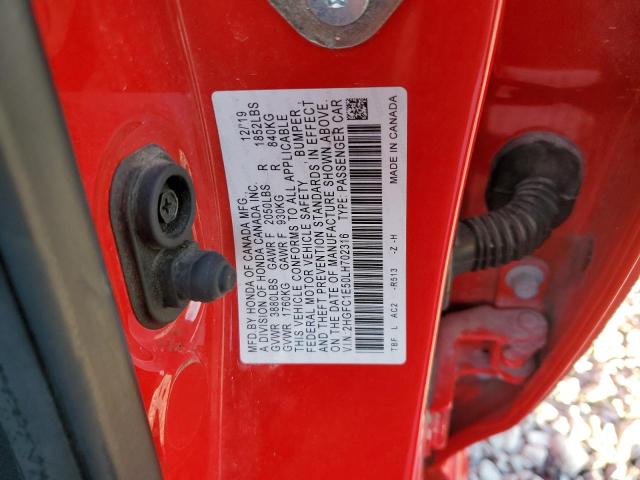 MFD.BY HONDA OF CANADA MFG. 12/'19
A DIVISION OF HONDA CANADA INC.
GVWR 3880LBS GAWR F 2050LBS R 1852LBS
GVWR 1760KG GAWR F 930KG R 840KG
THIS VEHICLE CONFORMS TO ALL APPLICABLE
FEDERAL MOTOR VEHICLE SAFETY, BUMPER,
AND THEFT PREVENTION STANDARDS IN EFFECT
ON THE DATE OF MANUFACTURE SHOWN ABOVE.
V.I.N. 2HGFC1E50LH702316 TYPE: PASSENGER CAR
TBF L AC2 -R513 -Z -H MADE IN CANADA